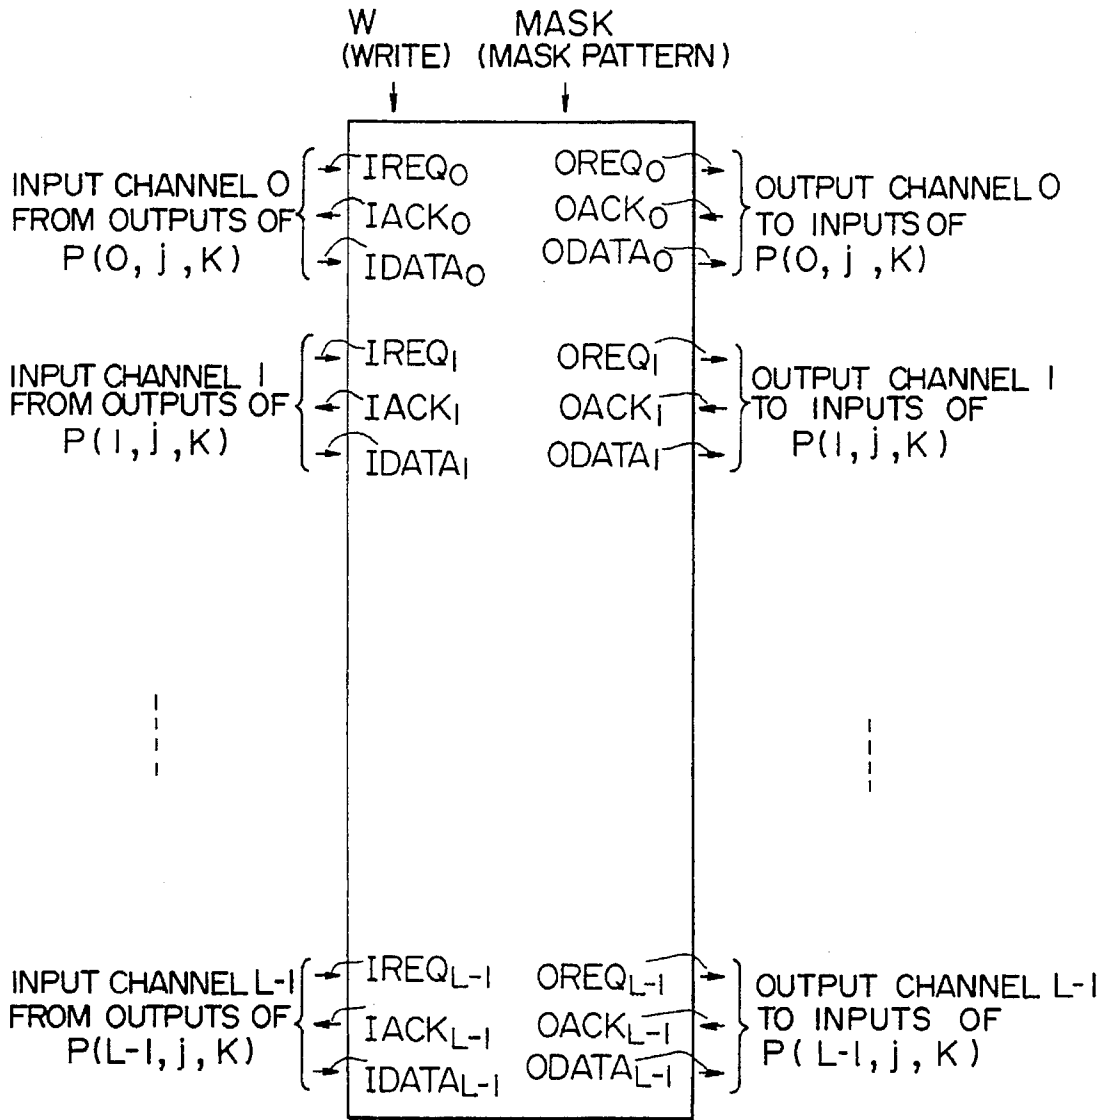 W MASK
(WRITE) (MASK PATTERN)
INPUT CHANNEL 0
FROM OUTPUTS OF
P(0, j, K)
IREQ0
IACK0
IDATA0
OREQ0
OACK0
ODATA0
OUTPUT CHANNEL 0
TO INPUTS OF
P(0, j, K)
INPUT CHANNEL 1
FROM OUTPUTS OF
P(1, j, K)
IREQ1
IACK1
IDATA1
OREQ1
OACK1
ODATA1
OUTPUT CHANNEL 1
TO INPUTS OF
P(1, j, K)
INPUT CHANNEL L-1
FROM OUTPUTS OF
P(L-1, j, K)
IREQL-1
IACKL-1
IDATAL-1
OREQL-1
OACKL-1
ODATAL-1
OUTPUT CHANNEL L-1
TO INPUTS OF
P( L-1, j, K)